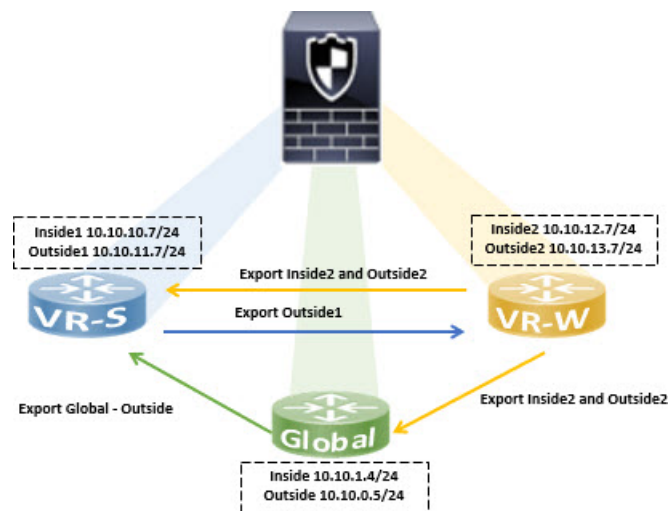 Inside1 10.10.10.7/24
Outside1 10.10.11.7/24
Inside2 10.10.12.7/24
Outside2 10.10.13.7/24
Export Inside2 and Outside2
VR-S
Export Outside1
VR-W
Export Global - Outside
Export Inside2 and Outside2
Global
Inside 10.10.1.4/24
Outside 10.10.0.5/24